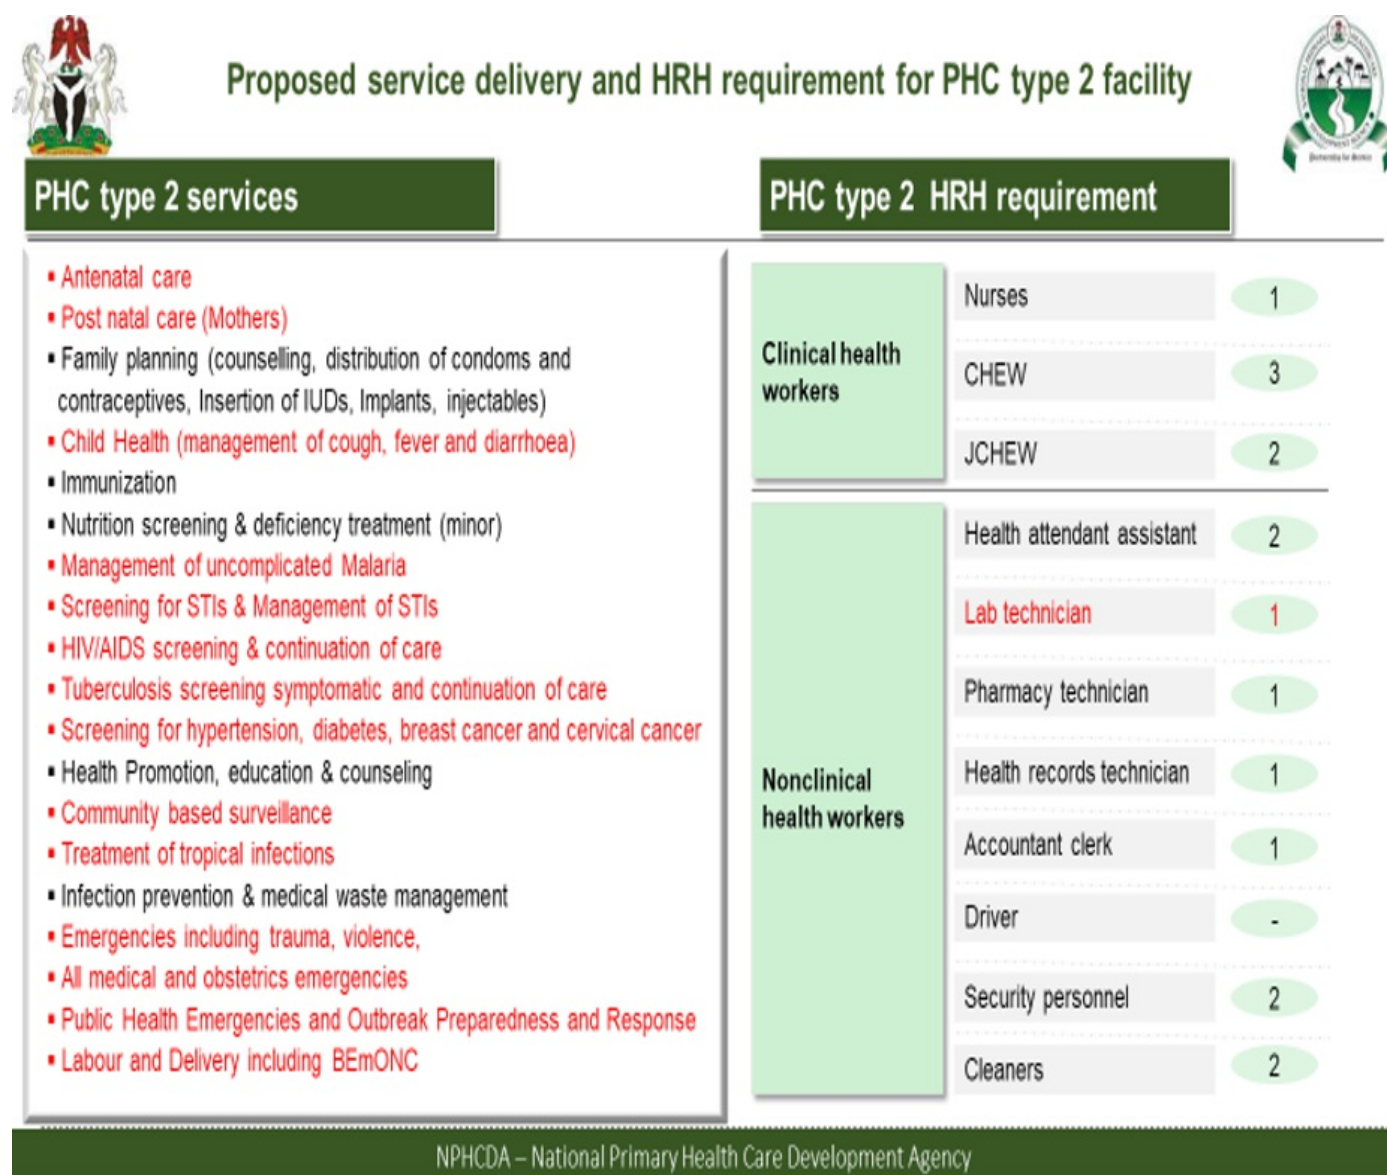 Proposed service delivery and HRH requirement for PHC type 2 facility
PHC type 2 services
▪ Antenatal care
▪ Post natal care (Mothers)
▪ Family planning (counselling, distribution of condoms and
contraceptives, Insertion of IUDs, Implants, injectables)
▪ Child Health (management of cough, fever and diarrhoea)
▪ Immunization
▪ Nutrition screening & deficiency treatment (minor)
▪ Management of uncomplicated Malaria
▪ Screening for STIs & Management of STIs
▪ HIV/AIDS screening & continuation of care
▪ Tuberculosis screening symptomatic and continuation of care
▪ Screening for hypertension, diabetes, breast cancer and cervical cancer
▪ Health Promotion, education & counseling
▪ Community based surveillance
▪ Treatment of tropical infections
▪ Infection prevention & medical waste management
▪ Emergencies including trauma, violence,
▪ All medical and obstetrics emergencies
▪ Public Health Emergencies and Outbreak Preparedness and Response
▪ Labour and Delivery including BEmONC
PHC type 2 HRH requirement
Clinical health
workers
Nurses 1
CHEW 3
JCHEW 2
Nonclinical
health workers
Health attendant assistant 2
Lab technician 1
Pharmacy technician 1
Health records technician 1
Accountant clerk 1
Driver -
Security personnel 2
Cleaners 2
NPHCDA – National Primary Health Care Development Agency